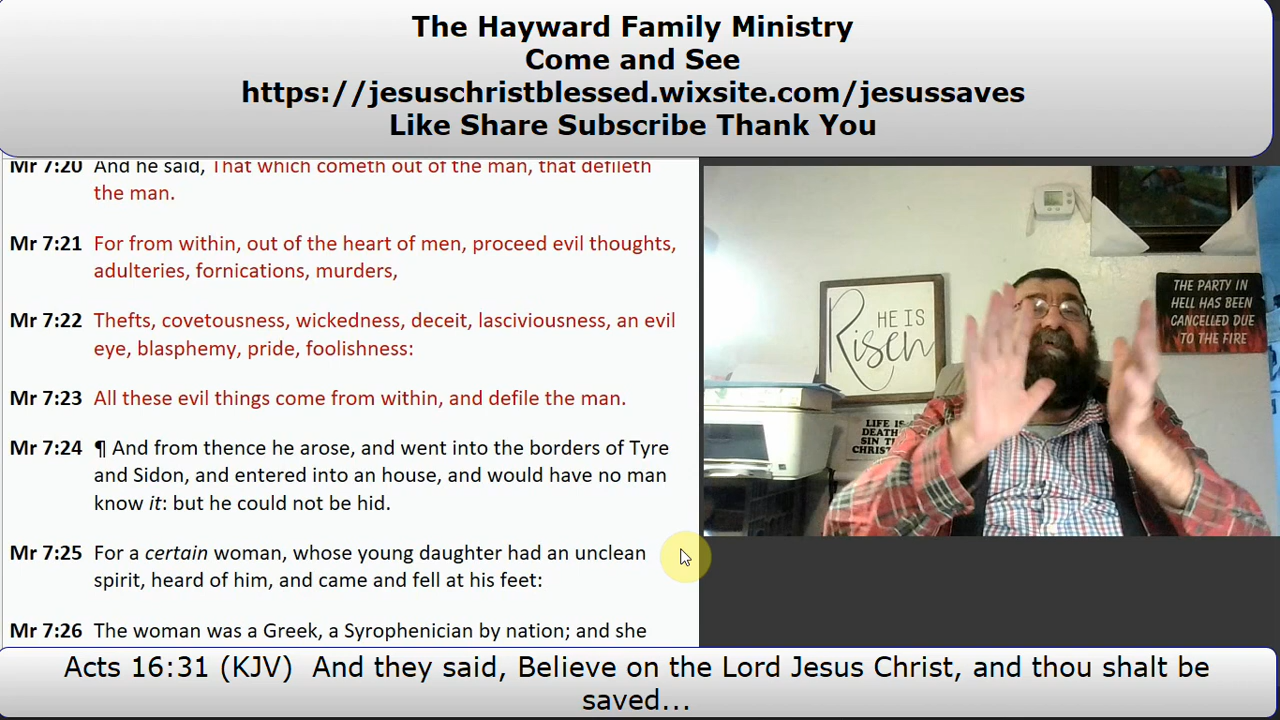 The Hayward Family Ministry
Come and See
https://jesuschristblessed.wixsite.com/jesussaves
Like Share Subscribe Thank You
Mr 7:20 And he said, That which cometh out of the man, that defileth
the man.
Mr 7:21 For from within, out of the heart of men, proceed evil thoughts,
adulteries, fornications, murders,
Mr 7:22 Thefts, covetousness, wickedness, deceit, lasciviousness, an evil
eye, blasphemy, pride, foolishness:
Mr 7:23 All these evil things come from within, and defile the man.
Mr 7:24 ¶ And from thence he arose, and went into the borders of Tyre
and Sidon, and entered into an house, and would have no man
know it: but he could not be hid.
Mr 7:25 For a certain woman, whose young daughter had an unclean
spirit, heard of him, and came and fell at his feet:
Mr 7:26 The woman was a Greek, a Syrophenician by nation; and she
HE IS
Risen
THE PARTY IN
HELL HAS BEEN
CANCELLED DUE
TO THE FIRE
LIFE IS
DEATH
SIN
CHRIST
Acts 16:31 (KJV) And they said, Believe on the Lord Jesus Christ, and thou shalt be
saved...